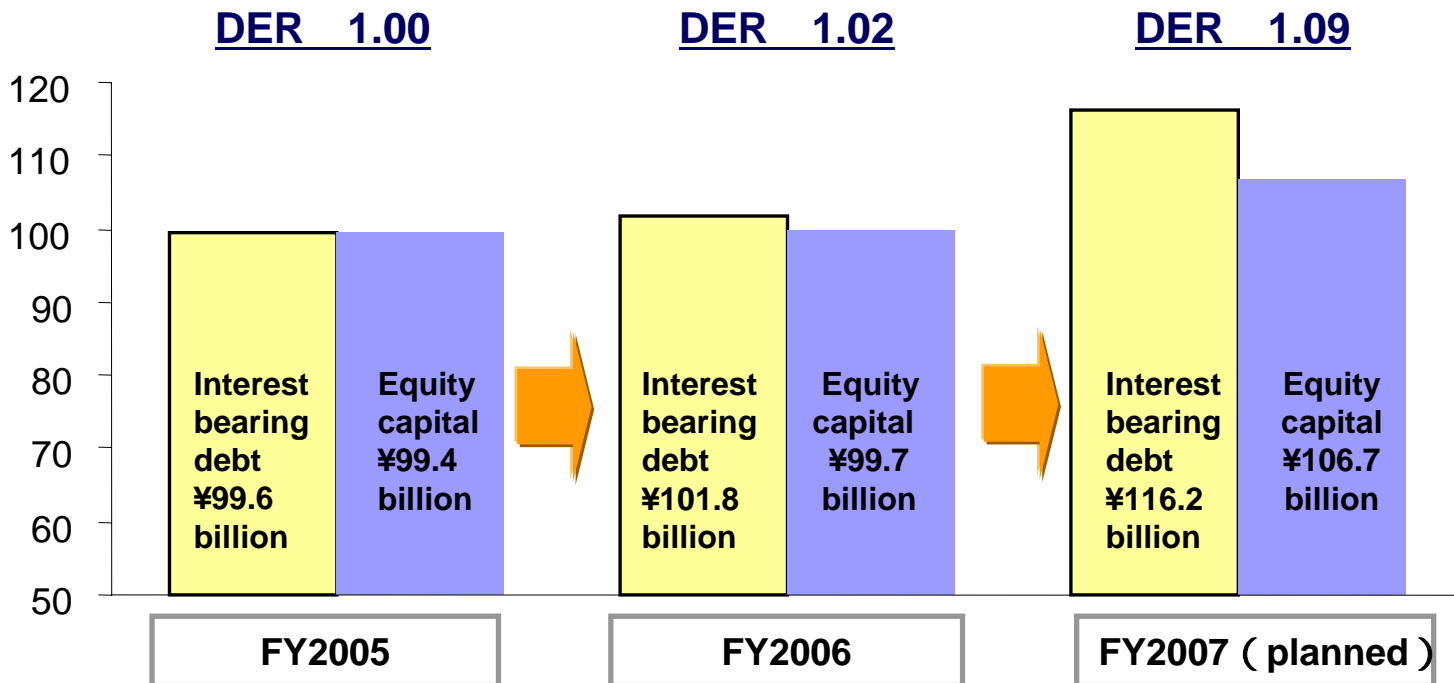 DER 1.00
DER 1.02
DER 1.09
120
110
100
90
80
70
60
50
Interest
bearing
debt
¥99.6
billion
Equity
capital
¥99.4
billion
Interest
bearing
debt
¥101.8
billion
Equity
capital
¥99.7
billion
Interest
bearing
debt
¥116.2
billion
Equity
capital
¥106.7
billion
FY2005
FY2006
FY2007（planned）